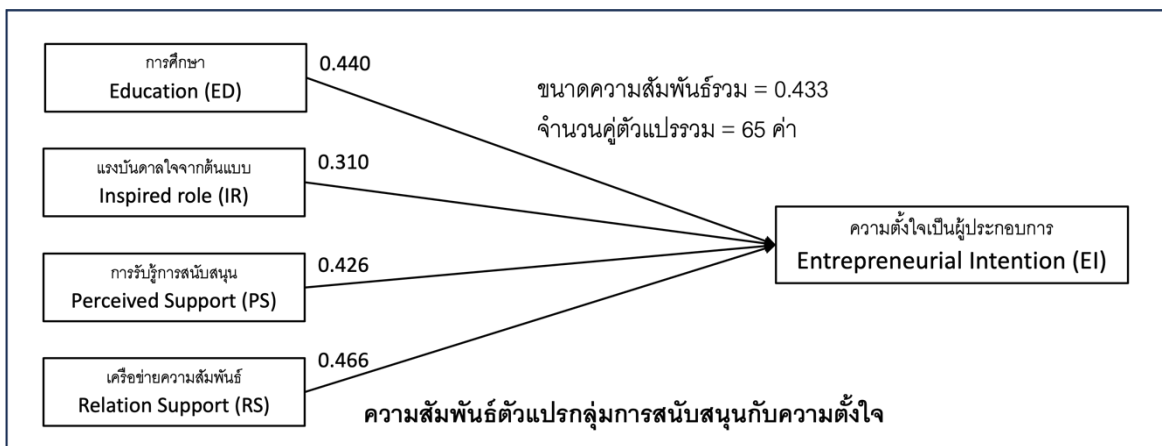 การศึกษา
Education (ED)
0.440
ขนาดความสัมพันธ์รวม = 0.433
จำนวนคู่ตัวแปรรวม = 65 ค่า
แรงบันดาลใจจากต้นแบบ
Inspired role (IR)
0.310
ความตั้งใจเป็นผู้ประกอบการ
Entrepreneurial Intention (EI)
การรับรู้การสนับสนุน
Perceived Support (PS)
0.426
เครือข่ายความสัมพันธ์
Relation Support (RS)
0.466
ความสัมพันธ์ตัวแปรกลุ่มการสนับสนุนกับความตั้งใจ